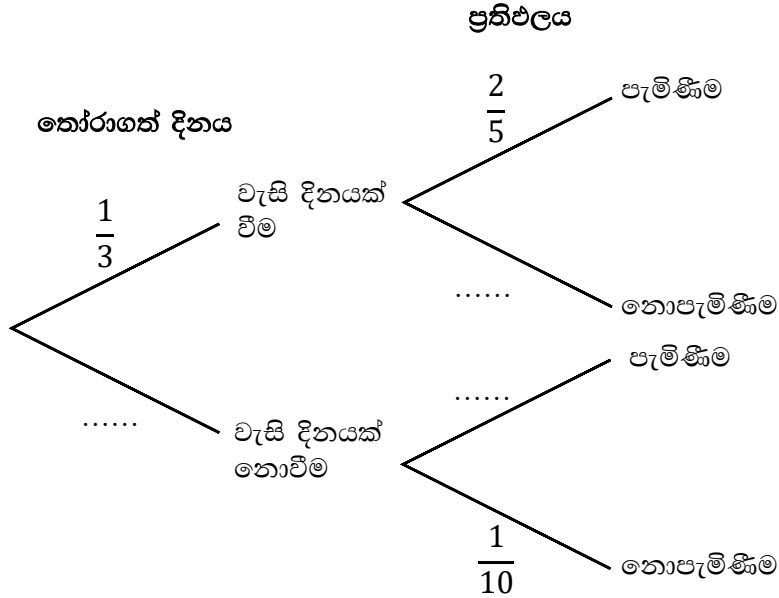 ප්‍රතිඵලය
තෝරාගත් දිනය
1/3
වැසි දිනයක්
වීම
2/5
පැමිණීම
......
නොපැමිණීම
......
වැසි දිනයක්
නොවීම
......
පැමිණීම
1/10
නොපැමිණීම